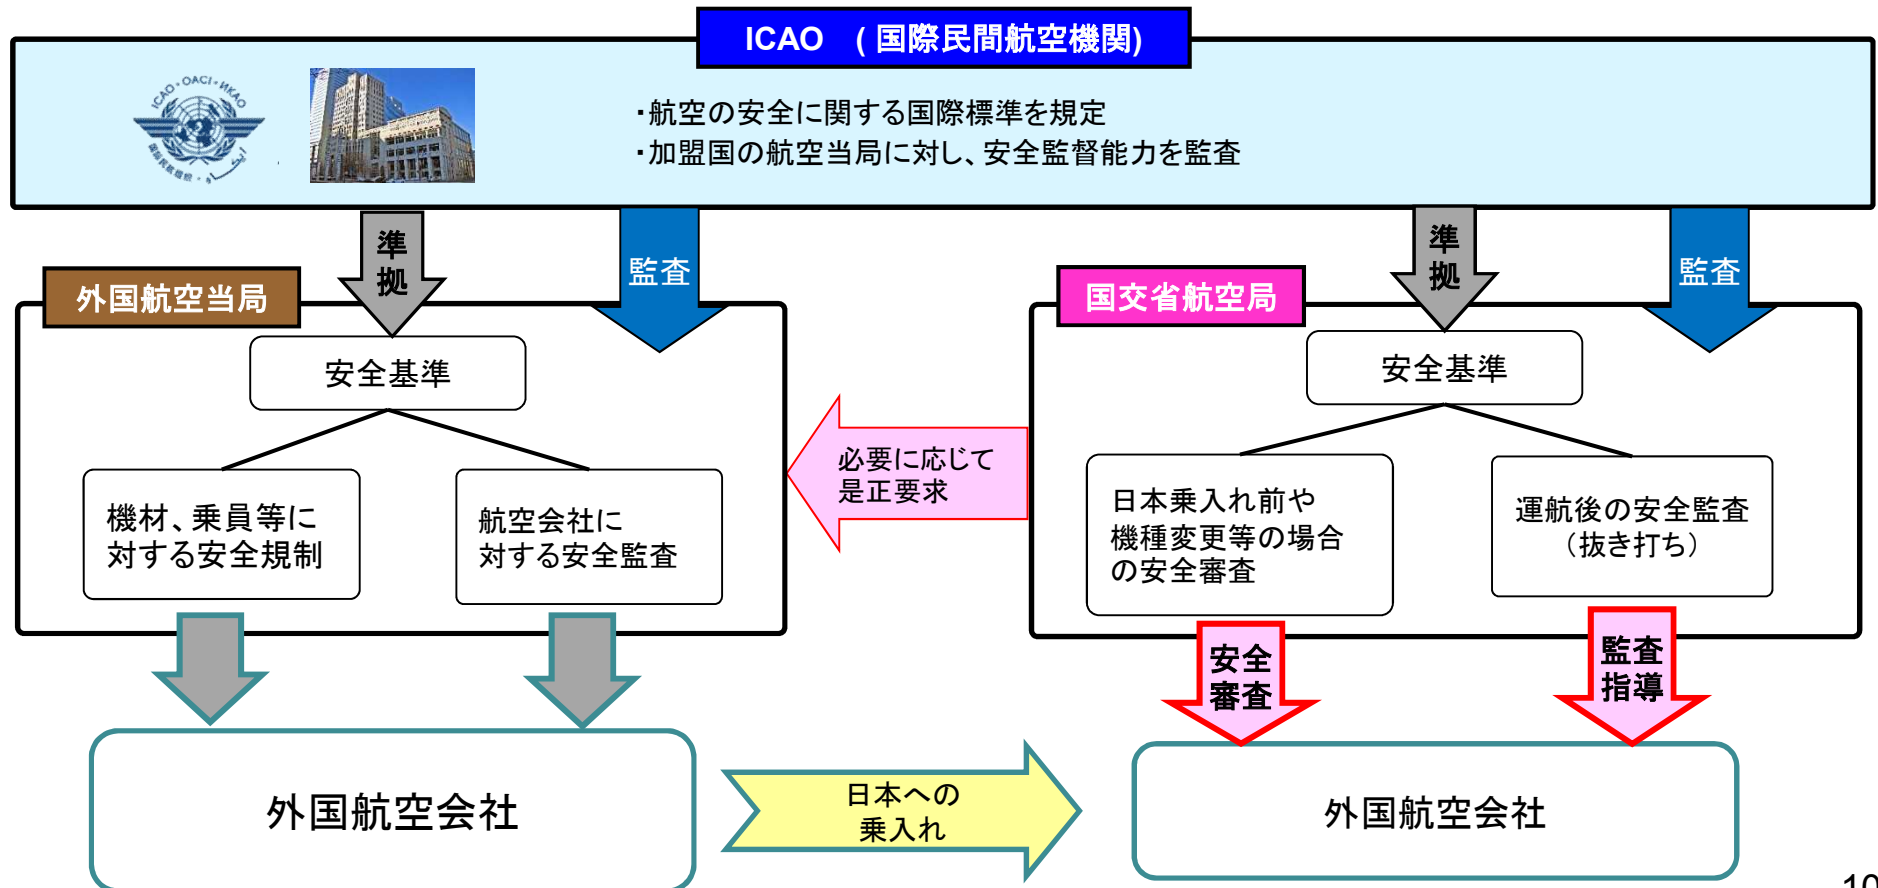 ICAO (国際民間航空機関)
ICAO・OACI・ИКАО
・航空の安全に関する国際標準を規定
・加盟国の航空当局に対し、安全監督能力を監査
準
拠
監査
準
拠
監査
外国航空当局
安全基準
機材、乗員等に
対する安全規制
航空会社に
対する安全監査
必要に応じて
是正要求
国交省航空局
安全基準
日本乗入れ前や
機種変更等の場合
の安全審査
運航後の安全監査
(抜き打ち)
安全
審査
監査
指導
外国航空会社
日本への
乗入れ
外国航空会社
10